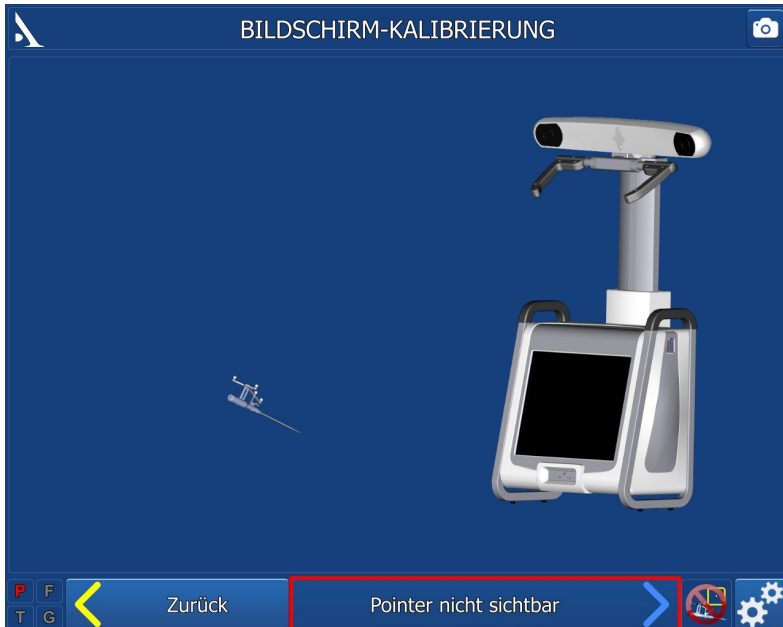 BILDSCHIRM-KALIBRIERUNG
P F
T G
Zurück
Pointer nicht sichtbar